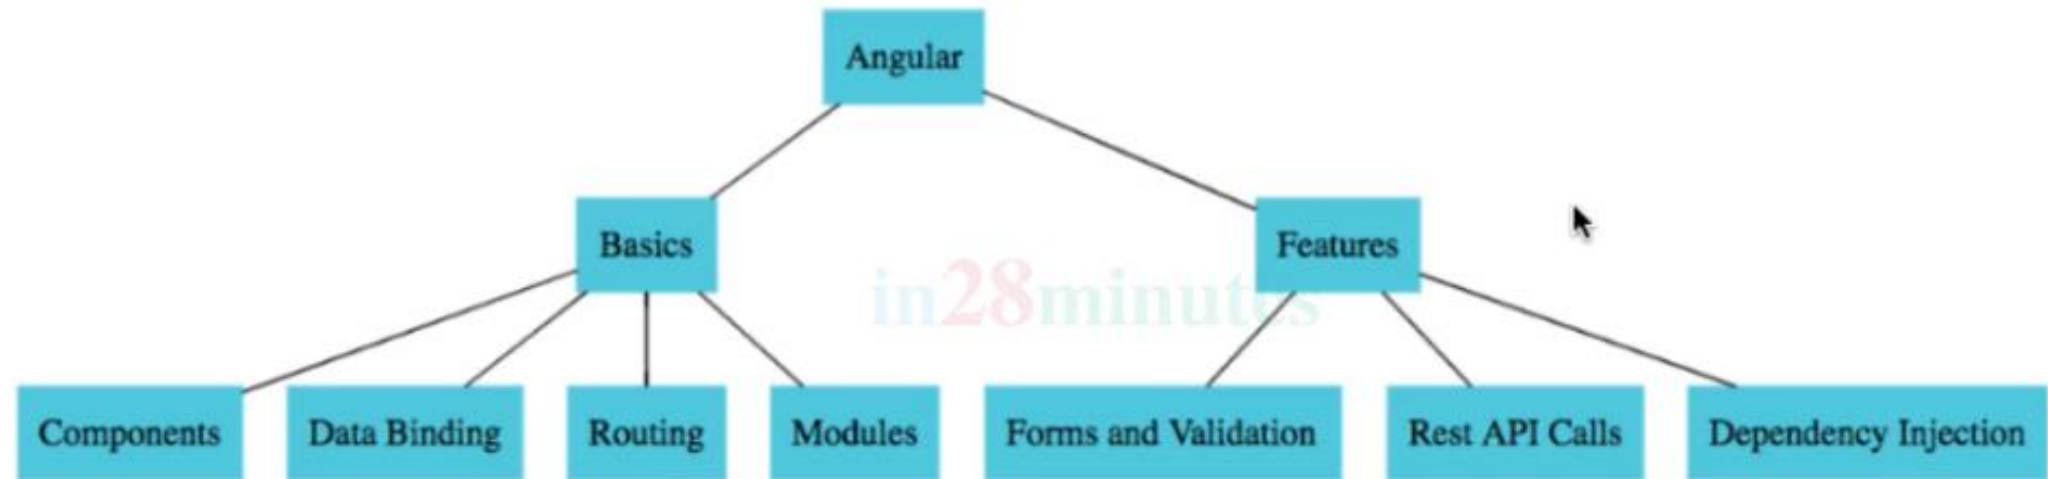 Angular
Basics
Features
in28minutes
Components
Data Binding
Routing
Modules
Forms and Validation
Rest API Calls
Dependency Injection